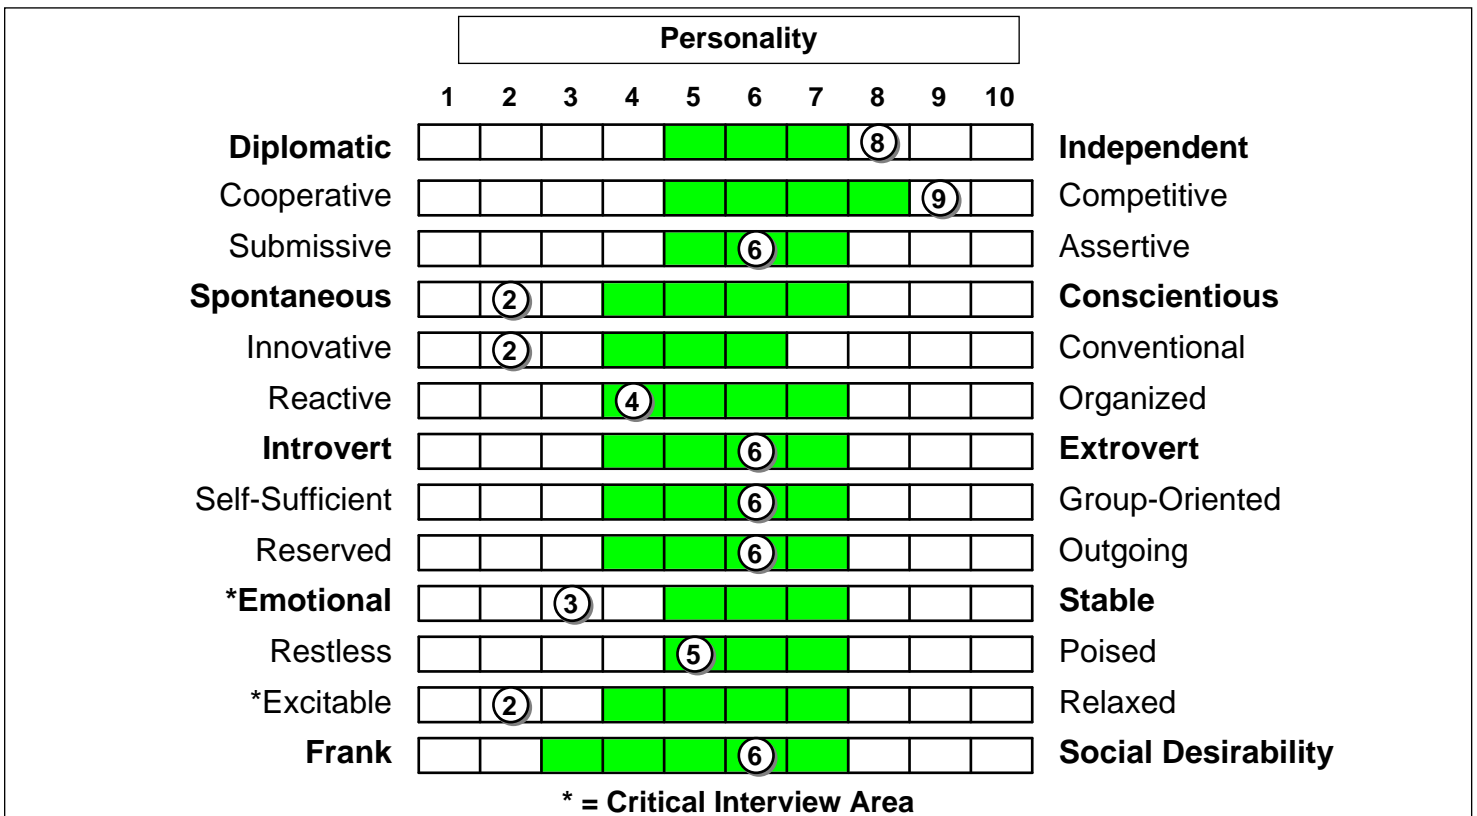 Personality
1 2 3 4 5 6 7 8 9 10
Diplomatic 8 Independent
Cooperative 9 Competitive
Submissive 6 Assertive
Spontaneous 2 Conscientious
Innovative 2 Conventional
Reactive 4 Organized
Introvert 6 Extrovert
Self-Sufficient 6 Group-Oriented
Reserved 6 Outgoing
*Emotional 3 Stable
Restless 5 Poised
*Excitable 2 Relaxed
Frank 6 Social Desirability
* = Critical Interview Area